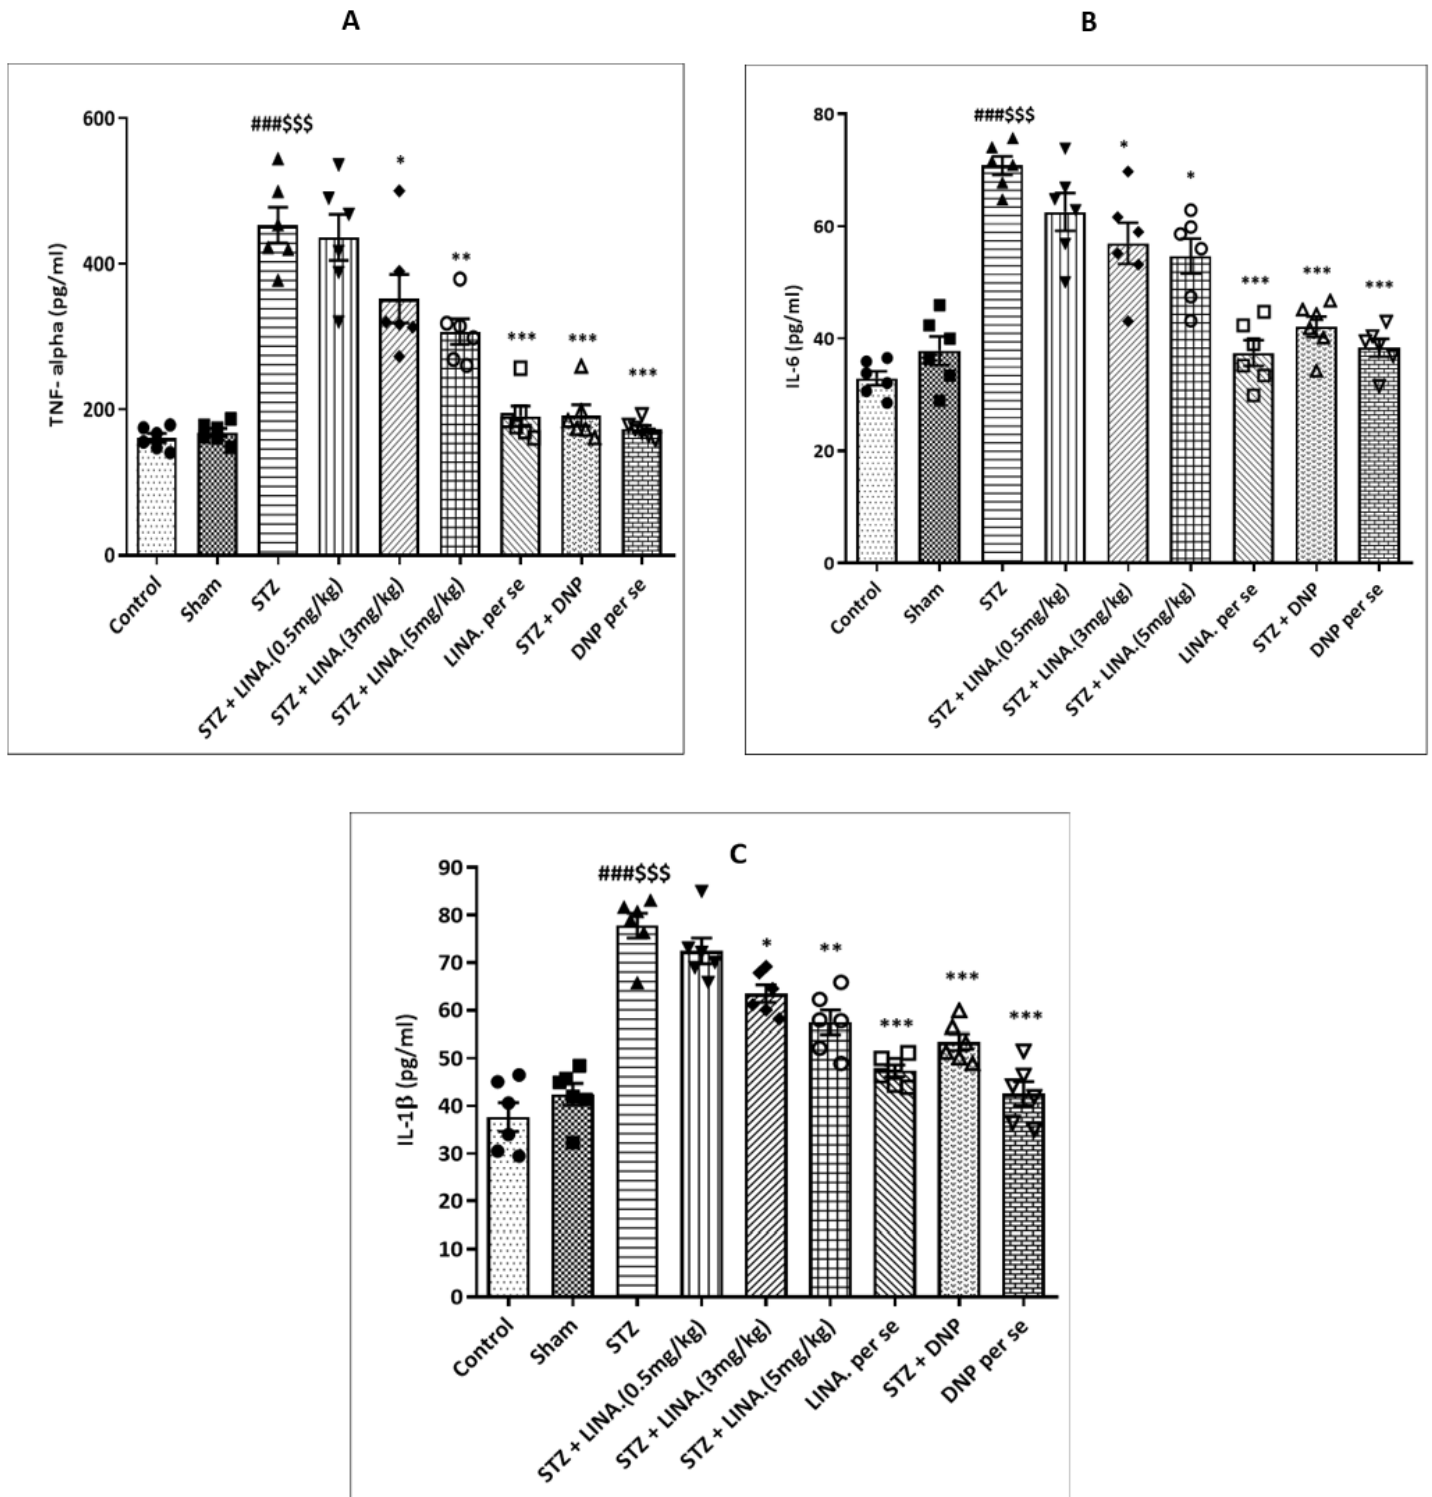 A
600
400
200
0
TNF- alpha (pg/ml)
###$$$
*
**
***
***
***
Control
Sham
STZ
STZ + LINA.(0.5mg/kg)
STZ + LINA.(3mg/kg)
STZ + LINA.(5mg/kg)
LINA. per se
STZ + DNP
DNP per se
B
80
60
40
20
0
IL-6 (pg/ml)
###$$$
*
*
***
***
***
Control
Sham
STZ
STZ + LINA.(0.5mg/kg)
STZ + LINA.(3mg/kg)
STZ + LINA.(5mg/kg)
LINA. per se
STZ + DNP
DNP per se
C
90
80
70
60
50
40
30
20
10
0
IL-1β (pg/ml)
###$$$
*
**
***
***
***
Control
Sham
STZ
STZ + LINA.(0.5mg/kg)
STZ + LINA.(3mg/kg)
STZ + LINA.(5mg/kg)
LINA. per se
STZ + DNP
DNP per se